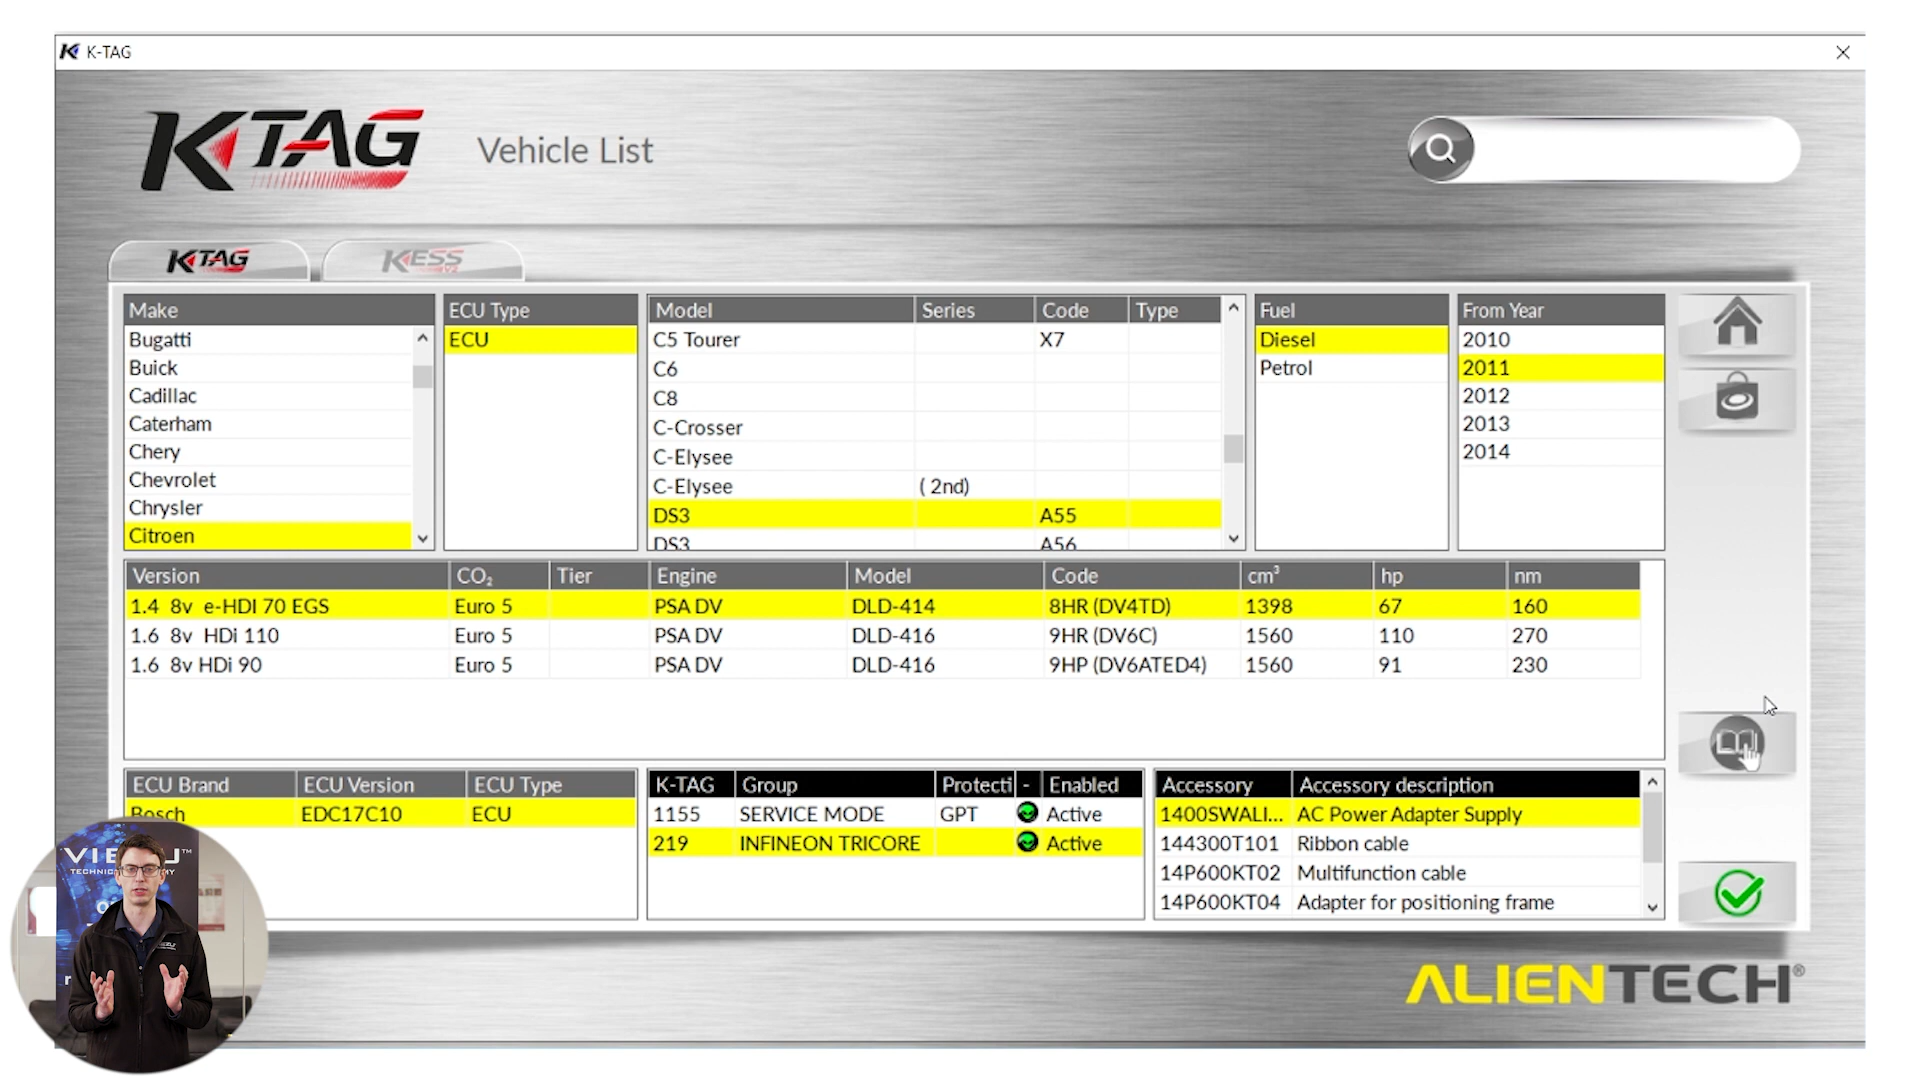 K-TAG
KTAG
Vehicle List
KTAG
KESS V2
Make
Bugatti
Buick
Cadillac
Caterham
Chery
Chevrolet
Chrysler
Citroen
ECU Type
ECU
Model Series Code Type
C5 Tourer X7
C6
C8
C-Crosser
C-Elysee
C-Elysee ( 2nd)
DS3 A55
DS3 A56
Fuel
Diesel
Petrol
From Year
2010
2011
2012
2013
2014
Version CO₂ Tier Engine Model Code cm³ hp nm
1.4 8v e-HDI 70 EGS Euro 5 PSA DV DLD-414 8HR (DV4TD) 1398 67 160
1.6 8v HDi 110 Euro 5 PSA DV DLD-416 9HR (DV6C) 1560 110 270
1.6 8v HDi 90 Euro 5 PSA DV DLD-416 9HP (DV6ATED4) 1560 91 230
ECU Brand ECU Version ECU Type
Bosch EDC17C10 ECU
K-TAG Group Protecti - Enabled
1155 SERVICE MODE GPT Active
219 INFINEON TRICORE Active
Accessory Accessory description
1400SWALI... AC Power Adapter Supply
144300T101 Ribbon cable
14P600KT02 Multifunction cable
14P600KT04 Adapter for positioning frame
ALIENTECH®